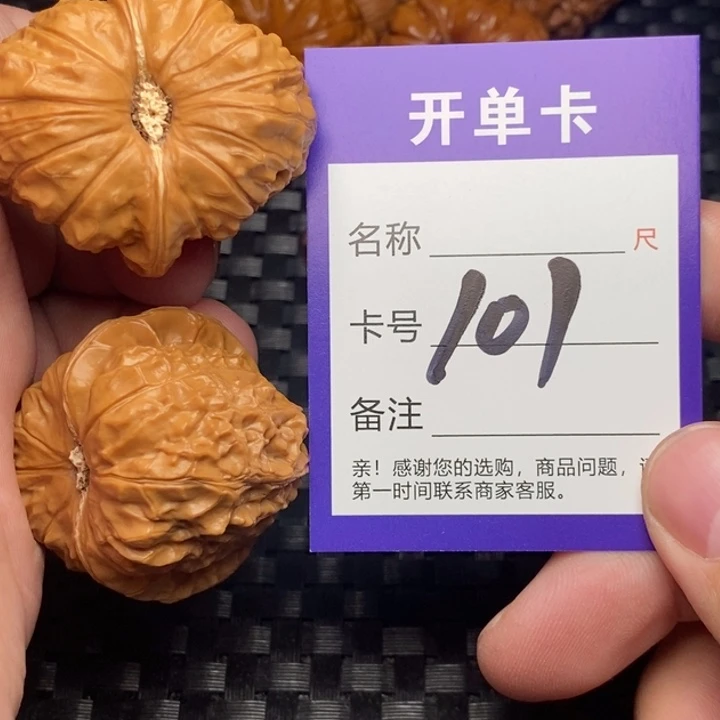 开单卡
名称 尺
卡号 101
备注
亲！感谢您的选购，商品问题，
第一时间联系商家客服。